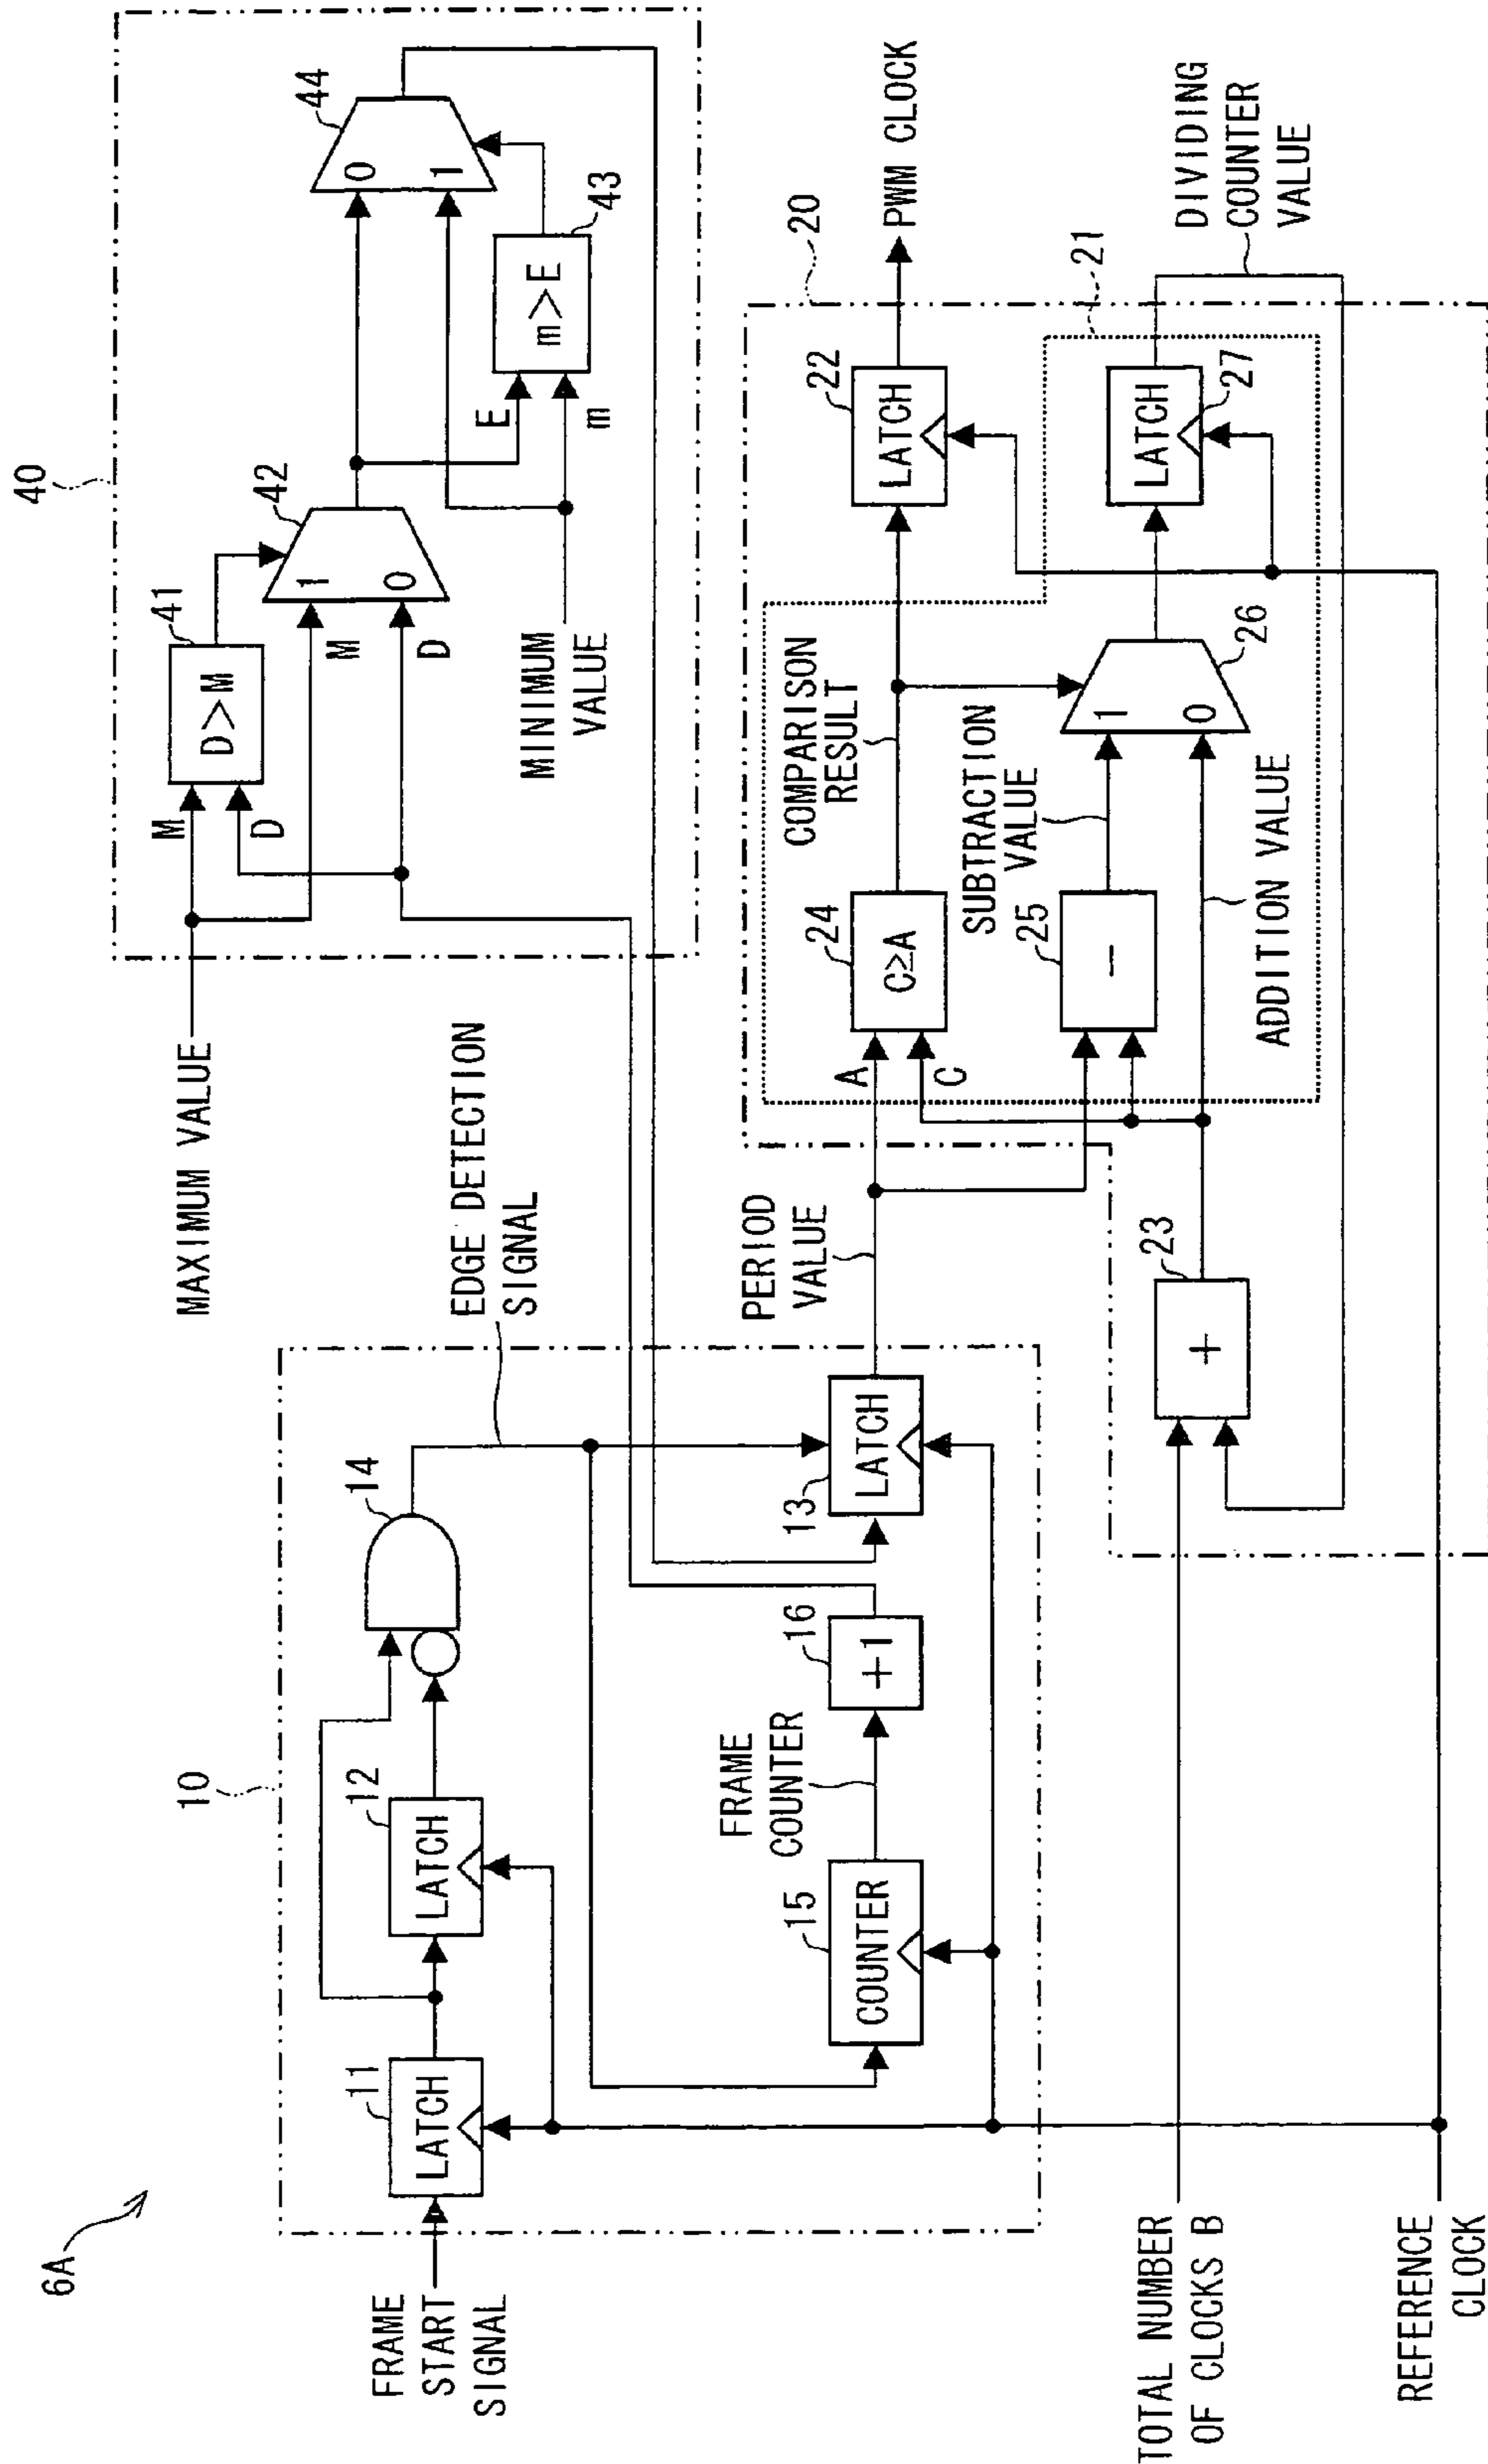 6A
FRAME
START
SIGNAL
10
11
LATCH
12
LATCH
14
EDGE DETECTION
SIGNAL
15
COUNTER
FRAME
COUNTER
16
+1
13
LATCH
PERIOD
VALUE
MAXIMUM VALUE
40
M
D
41
D>M
M
D
42
1
0
MINIMUM
VALUE
E
m
43
m>E
44
0
1
TOTAL NUMBER
OF CLOCKS B
REFERENCE
CLOCK
20
21
23
+
A
C
24
C≥A
COMPARISON
RESULT
25
-
SUBTRACTION
VALUE
ADDITION VALUE
26
1
0
22
LATCH
27
LATCH
PWM CLOCK
DIVIDING
COUNTER
VALUE